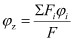 φz = ΣFiφi / F